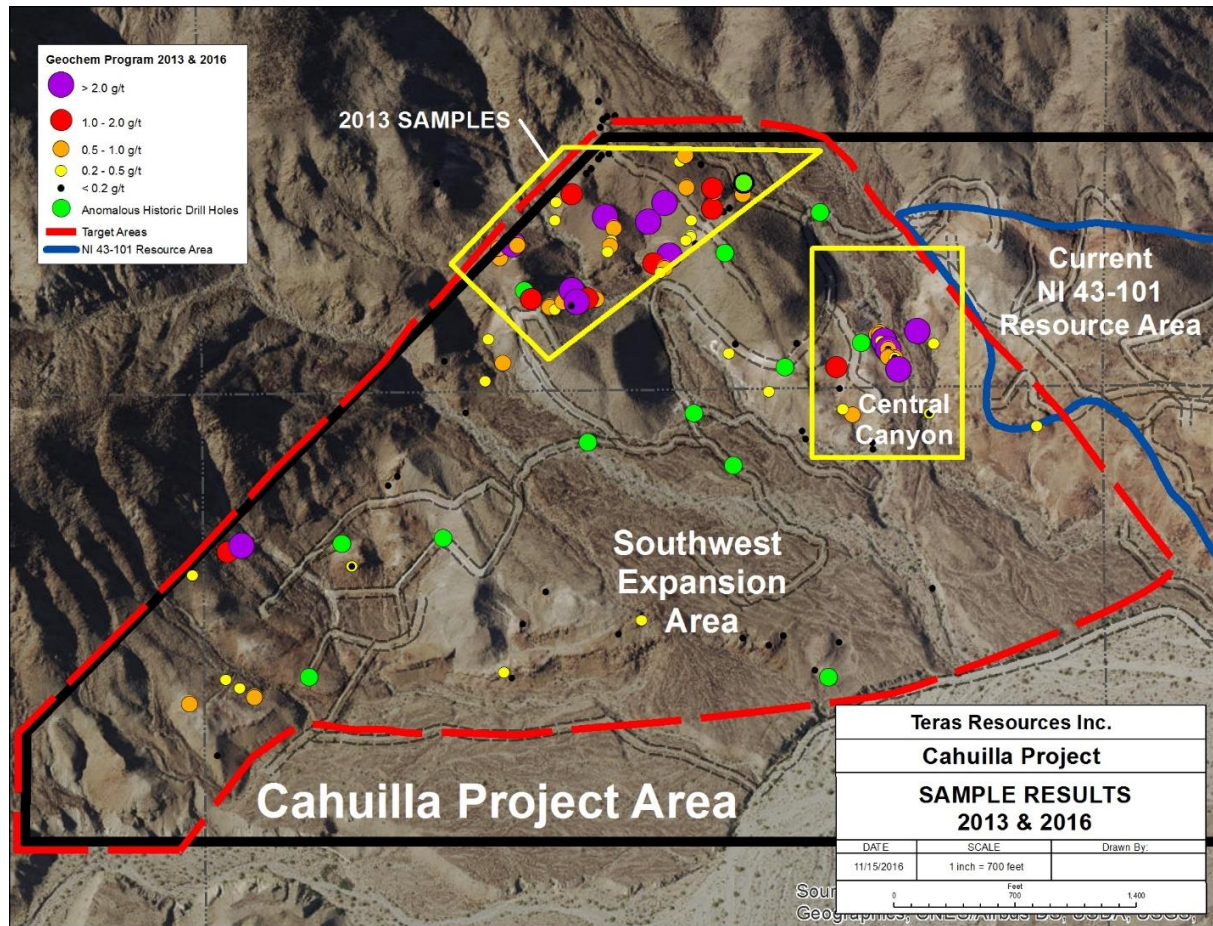 Geochem Program 2013 & 2016
> 2.0 g/t
1.0 - 2.0 g/t
0.5 - 1.0 g/t
0.2 - 0.5 g/t
< 0.2 g/t
Anomalous Historic Drill Holes
Target Areas
NI 43-101 Resource Area
2013 SAMPLES
Current
NI 43-101
Resource Area
Central
Canyon
Southwest
Expansion
Area
Cahuilla Project Area
Teras Resources Inc.
Cahuilla Project
SAMPLE RESULTS
2013 & 2016
DATE SCALE Drawn By:
11/15/2016 1 inch = 700 feet
Feet
0 700 1,400